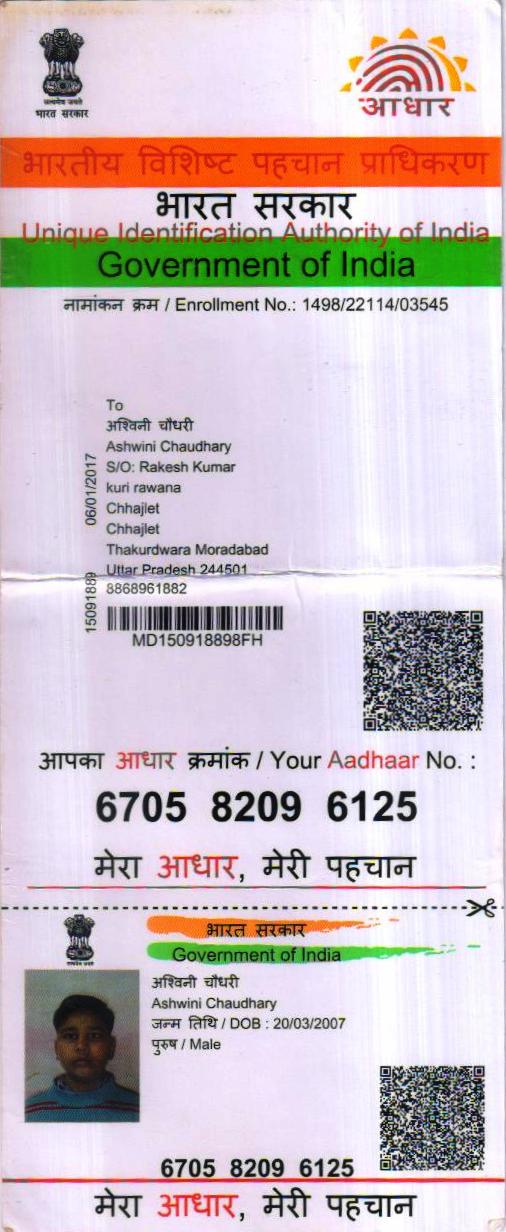 सत्यमेव जयते
भारत सरकार
आधार
भारतीय विशिष्ट पहचान प्राधिकरण
भारत सरकार
Unique Identification Authority of India
Government of India
नामांकन क्रम / Enrollment No.: 1498/22114/03545
To
अश्विनी चौधरी
Ashwini Chaudhary
S/O: Rakesh Kumar
kuri rawana
Chhajlet
Chhajlet
Thakurdwara Moradabad
Uttar Pradesh 244501
8868961882
06/01/2017
15091889
MD150918898FH
आपका आधार क्रमांक / Your Aadhaar No. :
6705 8209 6125
मेरा आधार, मेरी पहचान
भारत सरकार
Government of India
सत्यमेव जयते
अश्विनी चौधरी
Ashwini Chaudhary
जन्म तिथि / DOB : 20/03/2007
पुरुष / Male
6705 8209 6125
मेरा आधार, मेरी पहचान